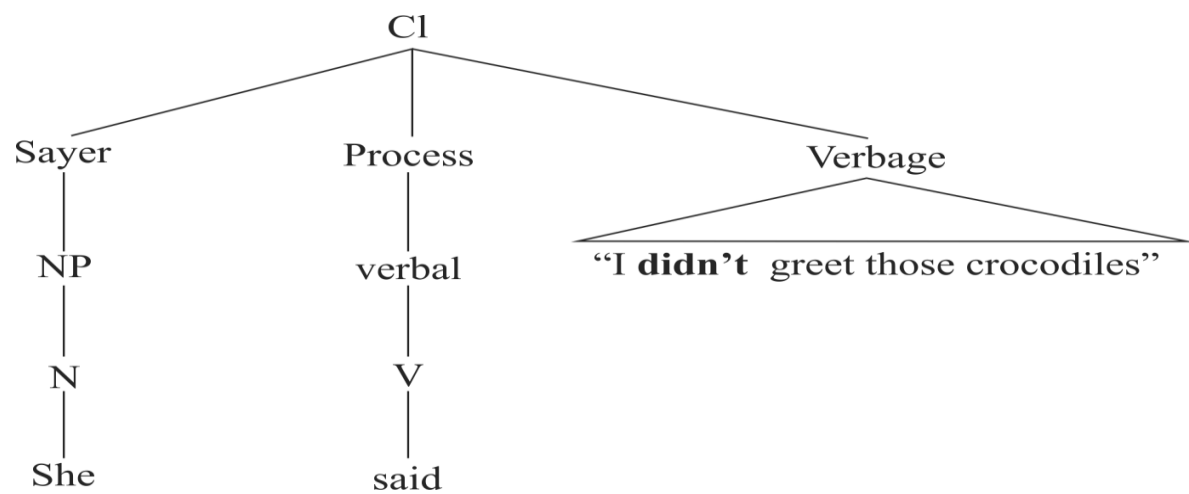 Cl
Sayer Process Verbage
NP verbal “I didn’t greet those crocodiles”
N V
She said